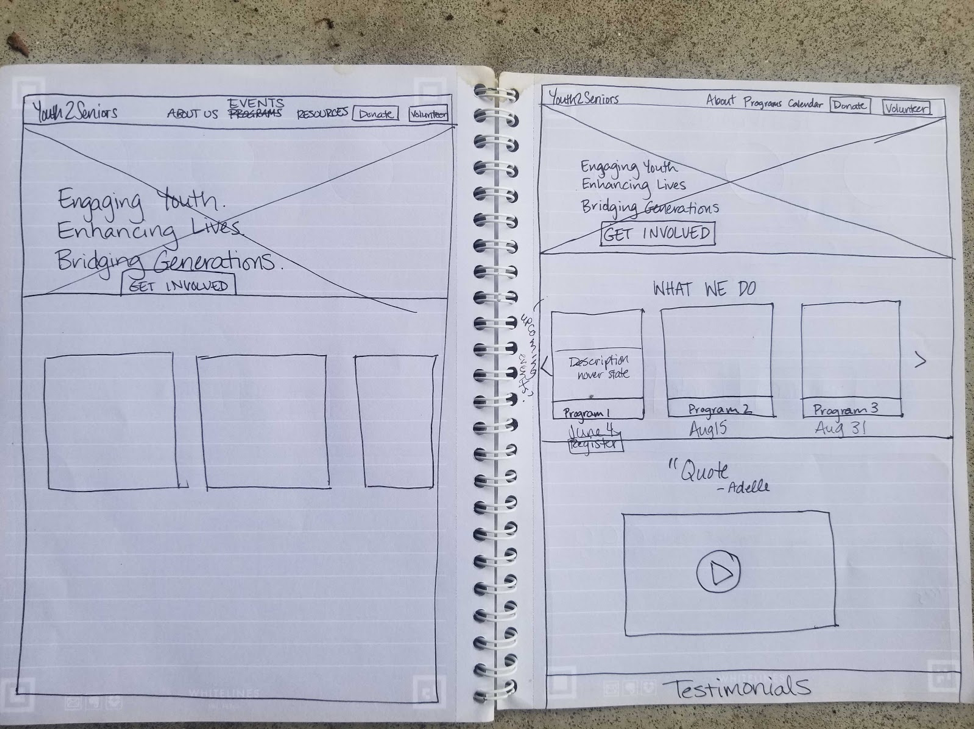 Youth2Seniors ABOUT US EVENTS PROGRAMS RESOURCES Donate Volunteer
Engaging Youth.
Enhancing Lives.
Bridging Generations.
GET INVOLVED
WHITELINES
Youth2Seniors About Programs Calendar Donate Volunteer
Engaging Youth
Enhancing Lives
Bridging Generations
GET INVOLVED
WHAT WE DO
UPCOMING EVENTS?
< Description >
hover state
Program 1 Program 2 Program 3
June 4 Aug 15 Aug 31
Register
"Quote
- Adelle
Testimonials